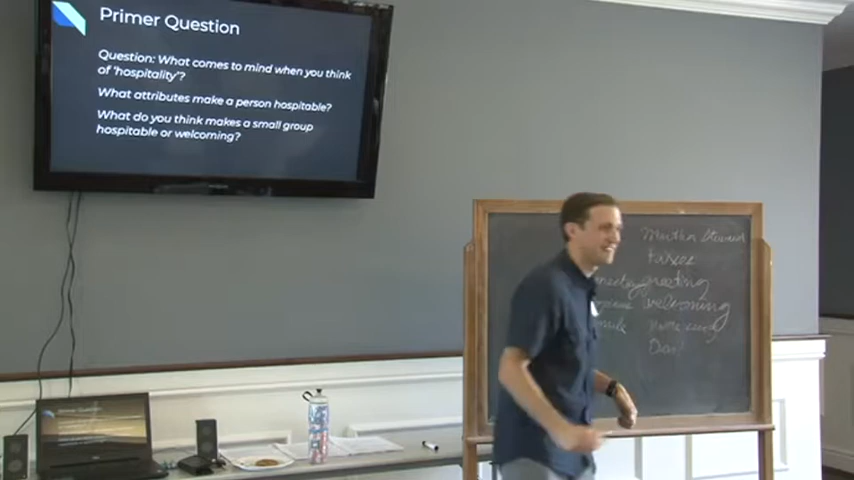 Primer Question
Question: What comes to mind when you think
of 'hospitality'?
What attributes make a person hospitable?
What do you think makes a small group
hospitable or welcoming?
Martha Stewart
taxes
greeting
welcoming